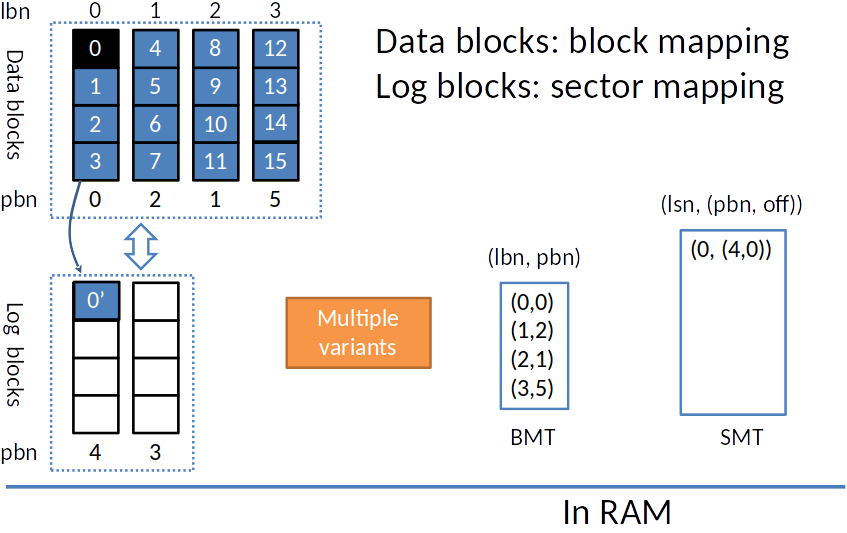 lbn 0 1 2 3
Data blocks
0 4 8 12
1 5 9 13
2 6 10 14
3 7 11 15
pbn 0 2 1 5
Data blocks: block mapping
Log blocks: sector mapping
Log blocks
0’
pbn 4 3
Multiple
variants
(lbn, pbn)
(0,0)
(1,2)
(2,1)
(3,5)
BMT
(lsn, (pbn, off))
(0, (4,0))
SMT
In RAM